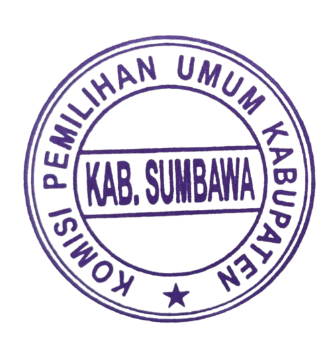 KOMISI PEMILIHAN UMUM KABUPATEN
KAB. SUMBAWA